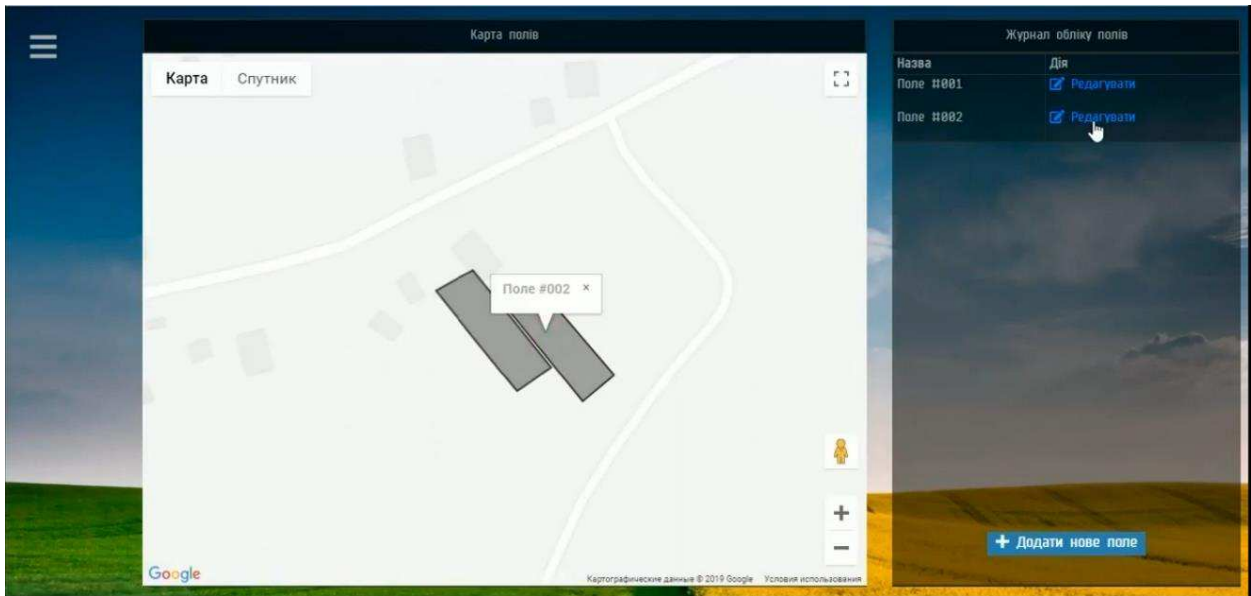 Карта полів
Карта Спутник
Поле #002 ×
Google
Картографические данные © 2019 Google Условия использования
Журнал обліку полів
Назва Дія
Поле #001 Редагувати
Поле #002 Редагувати
+ Додати нове поле